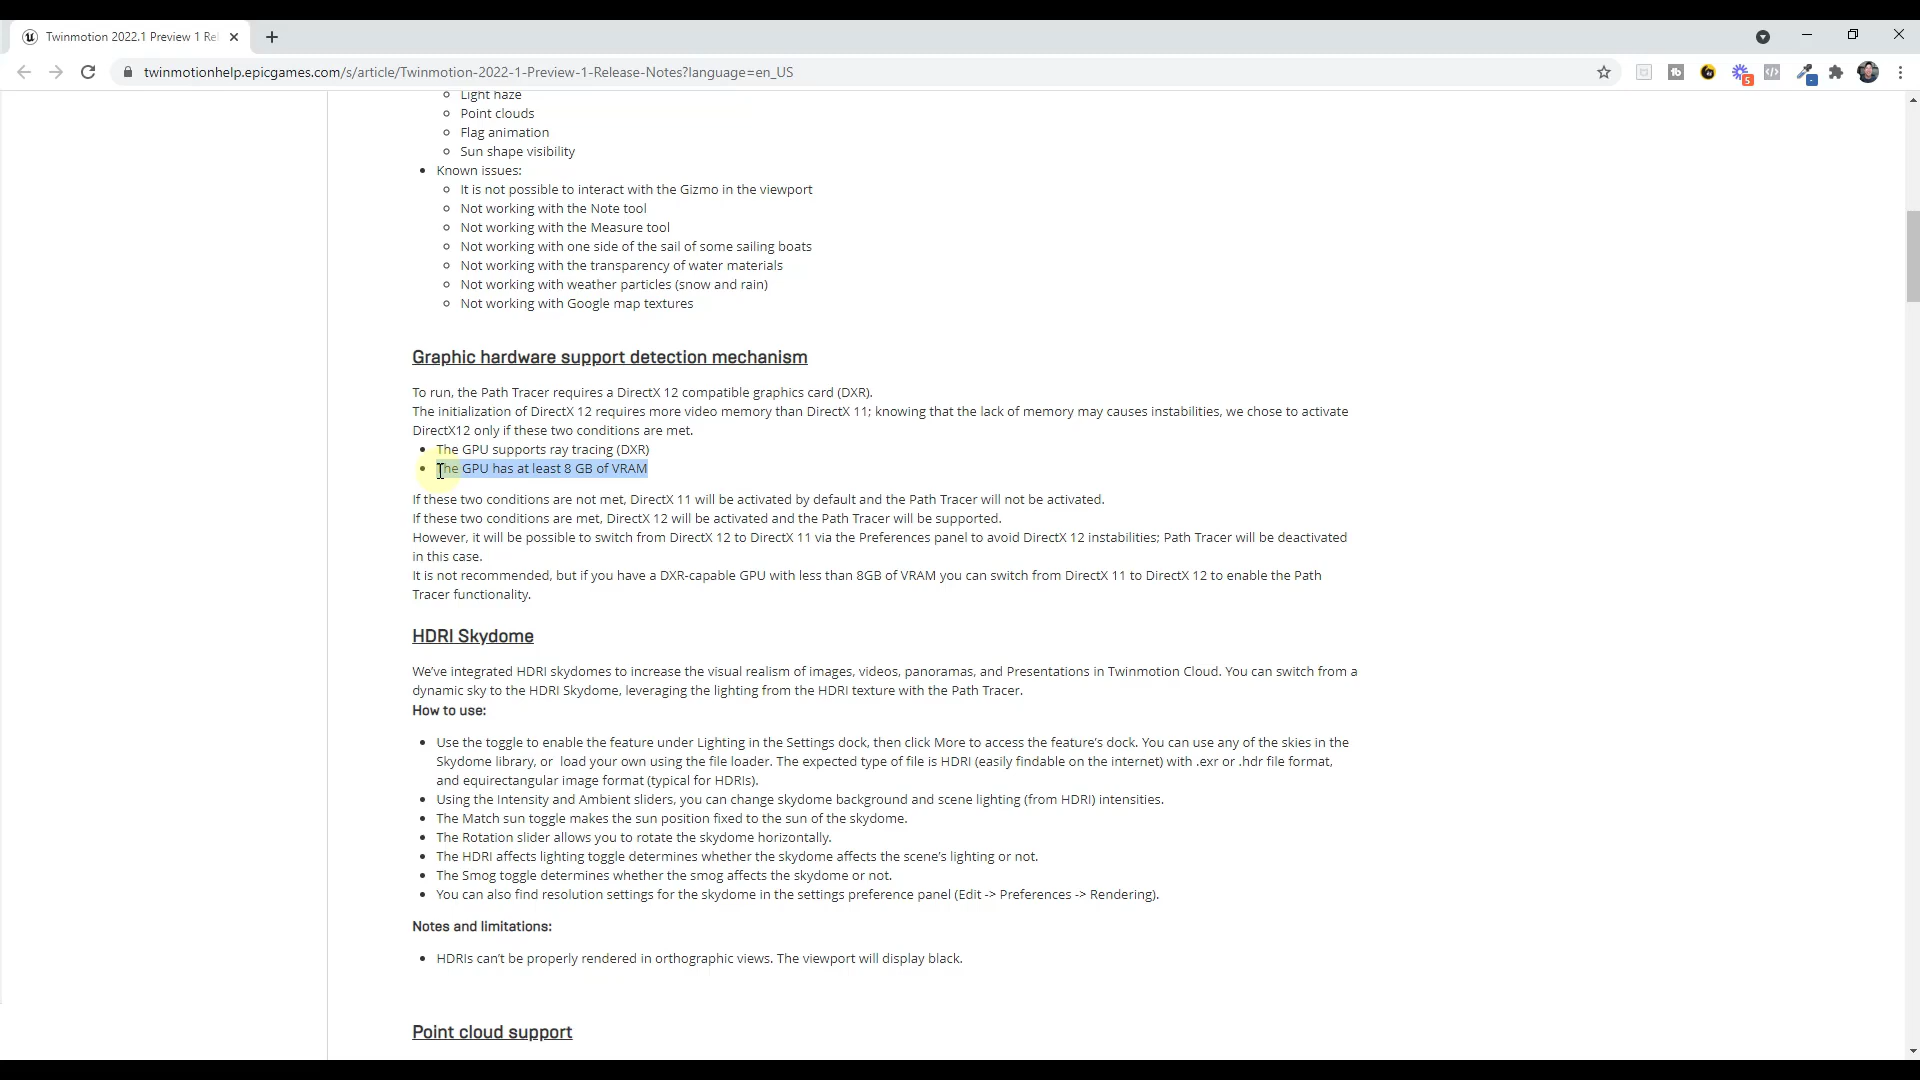 Twinmotion 2022.1 Preview 1 Rel
twinmotionhelp.epicgames.com/s/article/Twinmotion-2022-1-Preview-1-Release-Notes?language=en_US
5
Light haze
Point clouds
Flag animation
Sun shape visibility
Known issues:
It is not possible to interact with the Gizmo in the viewport
Not working with the Note tool
Not working with the Measure tool
Not working with one side of the sail of some sailing boats
Not working with the transparency of water materials
Not working with weather particles (snow and rain)
Not working with Google map textures
Graphic hardware support detection mechanism
To run, the Path Tracer requires a DirectX 12 compatible graphics card (DXR).
The initialization of DirectX 12 requires more video memory than DirectX 11; knowing that the lack of memory may causes instabilities, we chose to activate
DirectX12 only if these two conditions are met.
The GPU supports ray tracing (DXR)
The GPU has at least 8 GB of VRAM
If these two conditions are not met, DirectX 11 will be activated by default and the Path Tracer will not be activated.
If these two conditions are met, DirectX 12 will be activated and the Path Tracer will be supported.
However, it will be possible to switch from DirectX 12 to DirectX 11 via the Preferences panel to avoid DirectX 12 instabilities; Path Tracer will be deactivated
in this case.
It is not recommended, but if you have a DXR-capable GPU with less than 8GB of VRAM you can switch from DirectX 11 to DirectX 12 to enable the Path
Tracer functionality.
HDRI Skydome
We've integrated HDRI skydomes to increase the visual realism of images, videos, panoramas, and Presentations in Twinmotion Cloud. You can switch from a
dynamic sky to the HDRI Skydome, leveraging the lighting from the HDRI texture with the Path Tracer.
How to use:
Use the toggle to enable the feature under Lighting in the Settings dock, then click More to access the feature's dock. You can use any of the skies in the
Skydome library, or load your own using the file loader. The expected type of file is HDRI (easily findable on the internet) with .exr or .hdr file format,
and equirectangular image format (typical for HDRIs).
Using the Intensity and Ambient sliders, you can change skydome background and scene lighting (from HDRI) intensities.
The Match sun toggle makes the sun position fixed to the sun of the skydome.
The Rotation slider allows you to rotate the skydome horizontally.
The HDRI affects lighting toggle determines whether the skydome affects the scene's lighting or not.
The Smog toggle determines whether the smog affects the skydome or not.
You can also find resolution settings for the skydome in the settings preference panel (Edit -> Preferences -> Rendering).
Notes and limitations:
HDRIs can't be properly rendered in orthographic views. The viewport will display black.
Point cloud support